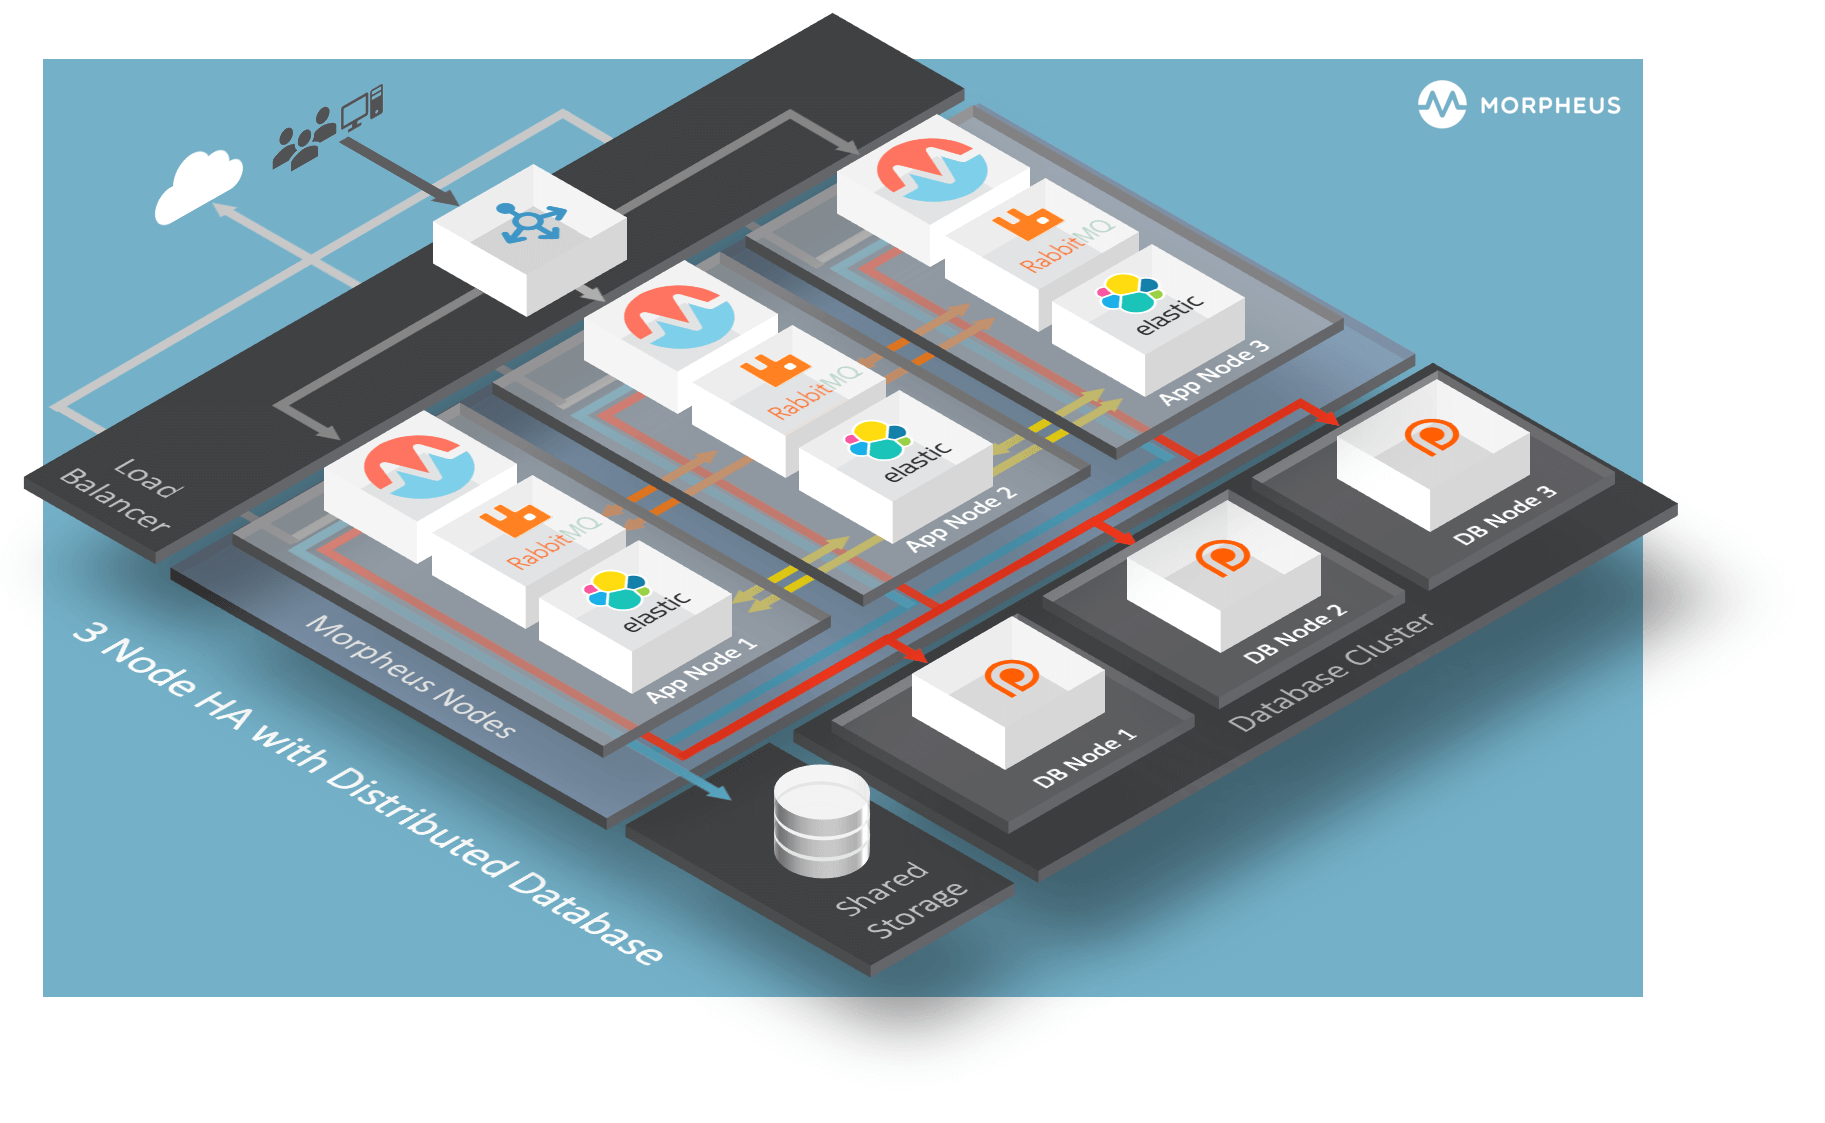 MORPHEUS
Load
Balancer
RabbitMQ
elastic
App Node 3
RabbitMQ
elastic
App Node 2
RabbitMQ
elastic
App Node 1
Morpheus Nodes
DB Node 3
DB Node 2
DB Node 1
Database Cluster
Shared
Storage
3 Node HA with Distributed Database